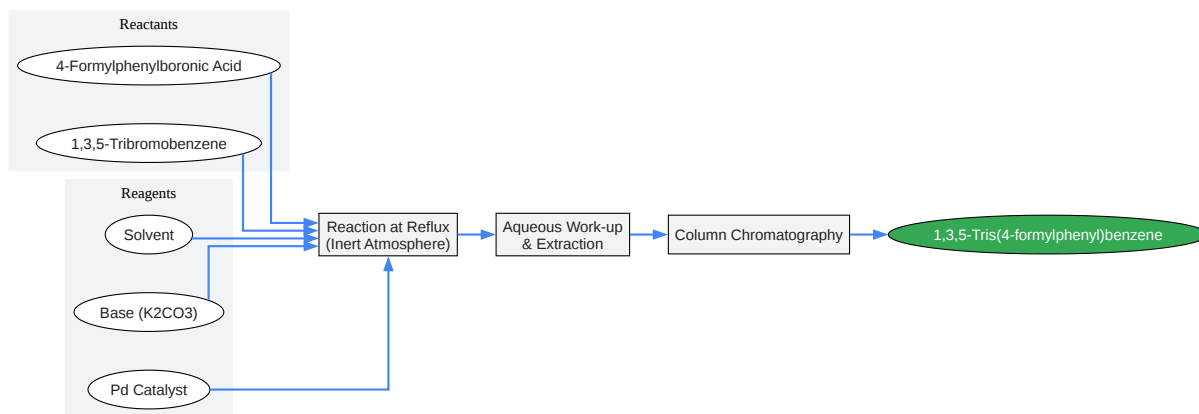 Reactants
4-Formylphenylboronic Acid
1,3,5-Tribromobenzene
Reagents
Solvent
Base (K2CO3)
Pd Catalyst
Reaction at Reflux
(Inert Atmosphere)
Aqueous Work-up
& Extraction
Column Chromatography
1,3,5-Tris(4-formylphenyl)benzene